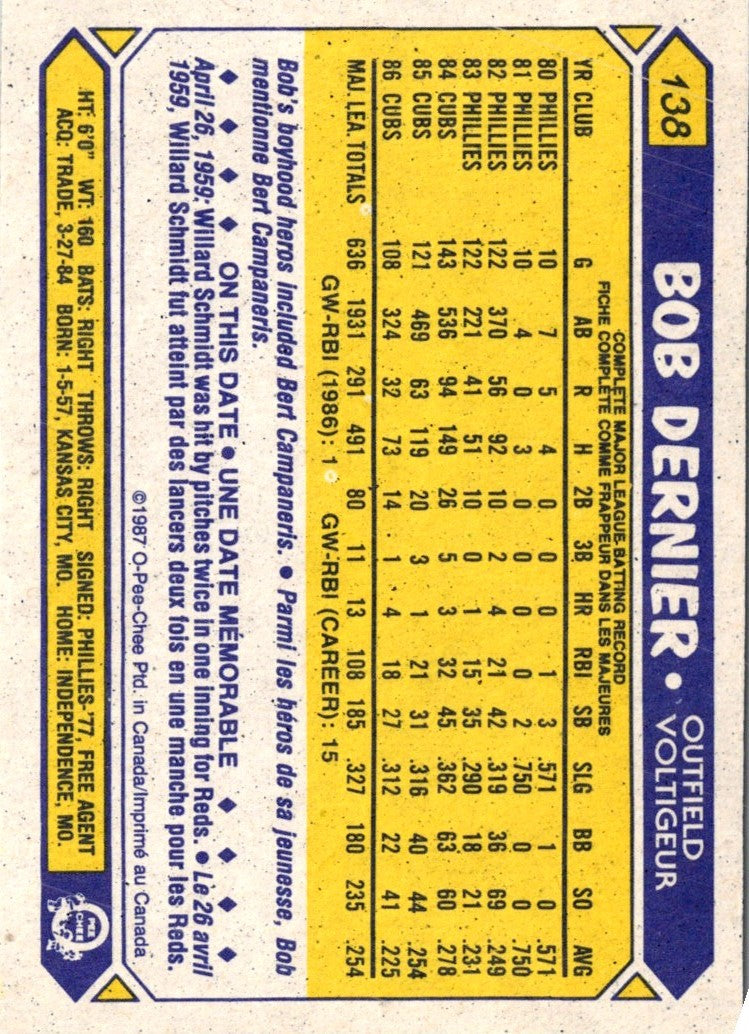 138 BOB DERNIER • OUTFIELD VOLTIGEUR
COMPLETE MAJOR LEAGUE BATTING RECORD
FICHE COMPLÈTE COMME FRAPPEUR DANS LES MAJEURES
YR CLUB G AB R H 2B 3B HR RBI SB SLG BB SO AVG
80 PHILLIES 10 7 5 4 0 0 0 1 3 .571 1 0 .571
81 PHILLIES 10 4 0 3 0 0 0 0 2 .750 0 0 .750
82 PHILLIES 122 370 56 92 10 2 4 21 42 .319 36 69 .249
83 PHILLIES 122 221 41 51 10 0 1 15 35 .290 18 21 .231
84 CUBS 143 536 94 149 26 5 3 32 45 .362 63 60 .278
85 CUBS 121 469 63 119 20 3 1 21 31 .316 40 44 .254
86 CUBS 108 324 32 73 14 1 4 18 27 .312 22 41 .225
MAJ. LEA. TOTALS 636 1931 291 491 80 11 13 108 185 .327 180 235 .254
GW-RBI (1986): 1 GW-RBI (CAREER): 15
Bob's boyhood heros included Bert Campaneris. • Parmi les héros de sa jeunesse, Bob
mentionne Bert Campaneris.
◆ ◆ ◆ ◆ ON THIS DATE • UNE DATE MÉMORABLE ◆ ◆ ◆ ◆
April 26, 1959: Willard Schmidt was hit by pitches twice in one inning for Reds. • Le 26 avril
1959, Willard Schmidt fut atteint par des lancers deux fois en une manche pour les Reds.
©1987 O-Pee-Chee Ptd. in Canada/Imprimé au Canada
HT: 6'0" WT: 160 BATS: RIGHT THROWS: RIGHT SIGNED: PHILLIES-'77, FREE AGENT
ACQ: TRADE, 3-27-84 BORN: 1-5-57, KANSAS CITY, MO. HOME: INDEPENDENCE, MO.
O
PEE
CHEE